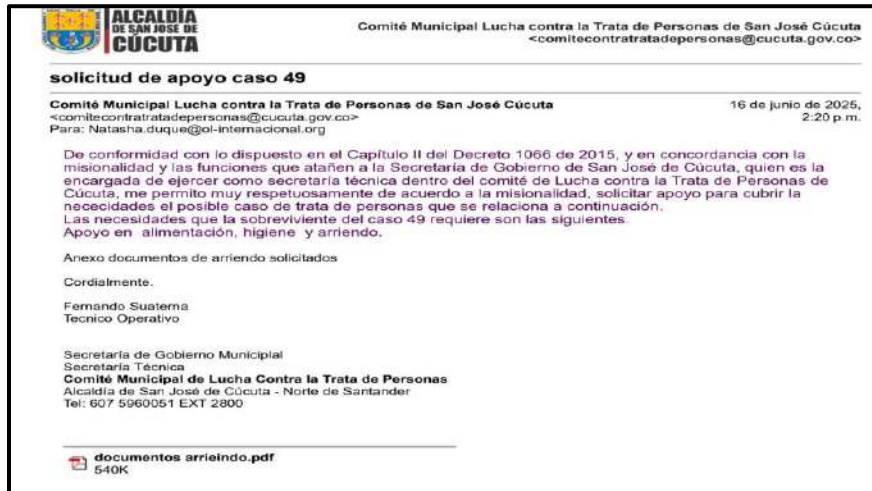 ALCALDÍA
DE SAN JOSÉ DE
CÚCUTA
Comité Municipal Lucha contra la Trata de Personas de San José Cúcuta
<comitecontratratadepersonas@cucuta.gov.co>
solicitud de apoyo caso 49
Comité Municipal Lucha contra la Trata de Personas de San José Cúcuta
16 de junio de 2025,
<comitecontratratadepersonas@cucuta.gov.co>
2:20 p.m.
Para: Natasha.duque@ol-internacional.org
De conformidad con lo dispuesto en el Capítulo II del Decreto 1066 de 2015, y en concordancia con la
misionalidad y las funciones que atañen a la Secretaría de Gobierno de San José de Cúcuta, quien es la
encargada de ejercer como secretaría técnica dentro del comité de Lucha contra la Trata de Personas de
Cúcuta, me permito muy respetuosamente de acuerdo a la misionalidad, solicitar apoyo para cubrir la
nececidades el posible caso de trata de personas que se relaciona a continuación.
Las necesidades que la sobreviviente del caso 49 requiere son las siguientes.
Apoyo en alimentación, higiene y arriendo.
Anexo documentos de arriendo solicitados
Cordialmente.
Fernando Suaterna
Tecnico Operativo
Secretaría de Gobierno Municipial
Secretaría Técnica
Comité Municipal de Lucha Contra la Trata de Personas
Alcaldía de San José de Cúcuta - Norte de Santander
Tel: 607 5960051 EXT 2800
documentos arrieindo.pdf
540K